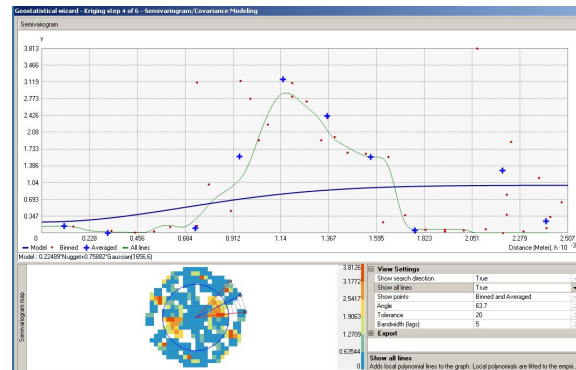 Geostatistical wizard - Kriging step 4 of 6 - Semivariogram/Covariance Modeling
Semivariogram
γ
3.813
3.466
3.119
2.773
2.426
2.08
1.733
1.386
1.04
0.693
0.347
0 0.228 0.456 0.684 0.912 1.14 1.367 1.595 1.823 2.051 2.279 2.507
Model Binned Averaged All lines
Distance (Meter), h ·10 -3
Model : 0.22489*Nugget+0.75882*Gaussian(1656.6)
Semivariogram map
3.8126
3.1772
2.5417
1.9063
1.2709
0.63544
0
View Settings
Show search direction True
Show all lines True
Show points Binned and Averaged
Angle 63.7
Tolerance 20
Bandwidth (lags) 5
Export
Show all lines
Adds local polynomial lines to the graph. Local polynomials are fitted to the empiri